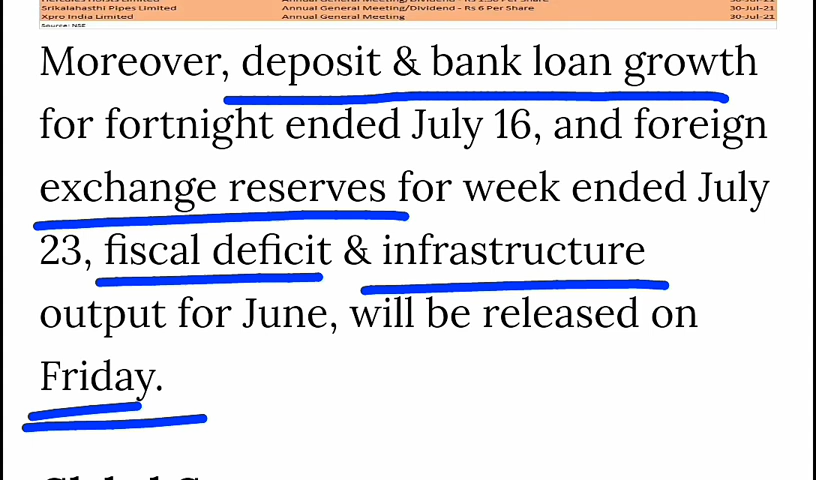 Srikalahasthi Pipes Limited Annual General Meeting/Dividend - Rs 6 Per Share 30-Jul-21
Xpro India Limited Annual General Meeting 30-Jul-21
Source: NSE
Moreover, deposit & bank loan growth
for fortnight ended July 16, and foreign
exchange reserves for week ended July
23, fiscal deficit & infrastructure
output for June, will be released on
Friday.